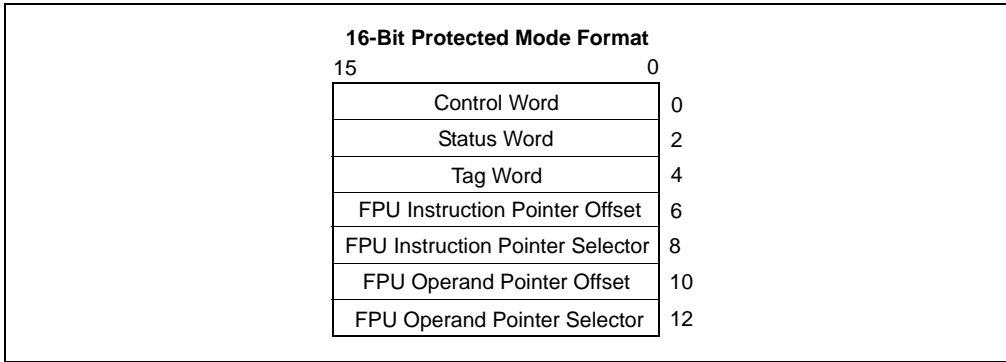 16-Bit Protected Mode Format
15 0
Control Word 0
Status Word 2
Tag Word 4
FPU Instruction Pointer Offset 6
FPU Instruction Pointer Selector 8
FPU Operand Pointer Offset 10
FPU Operand Pointer Selector 12